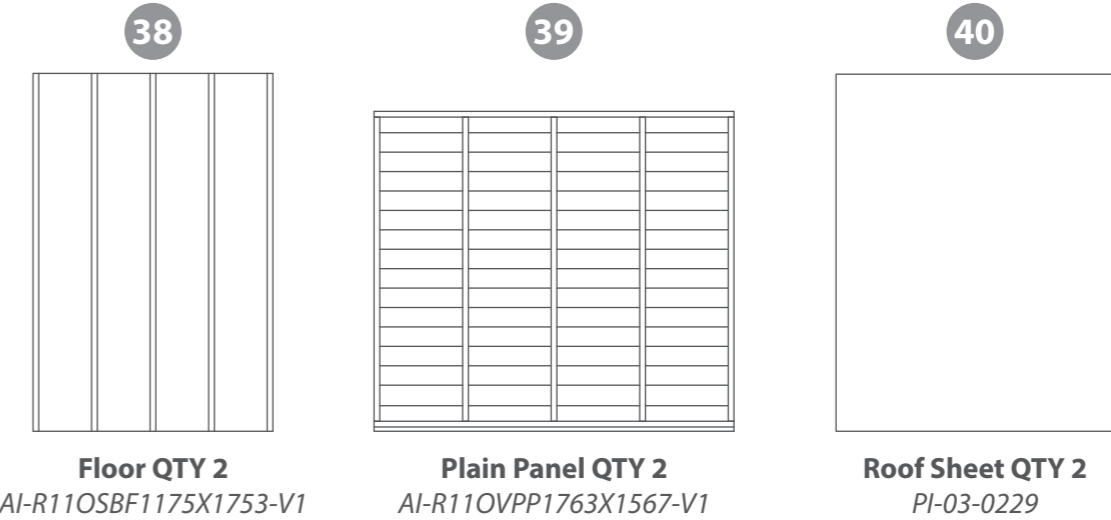 38
39
40
Floor QTY 2
AI-R11OSBF1175X1753-V1
Plain Panel QTY 2
AI-R11OVPP1763X1567-V1
Roof Sheet QTY 2
PI-03-0229